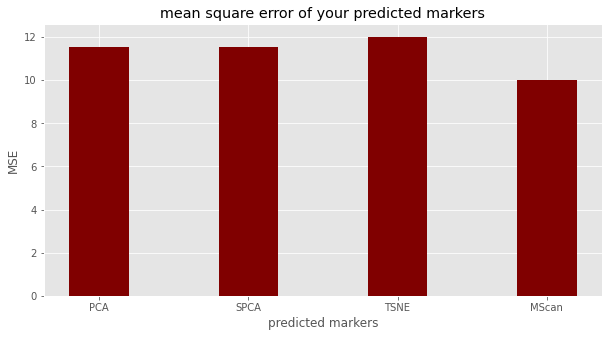 mean square error of your predicted markers
MSE
12
10
8
6
4
2
0
PCA
SPCA
TSNE
MScan
predicted markers